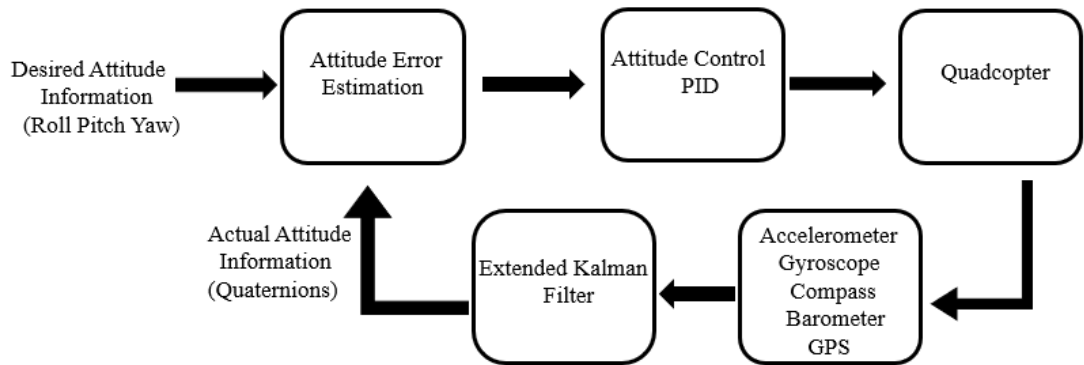 Desired Attitude
Information
(Roll Pitch Yaw)
Attitude Error
Estimation
Attitude Control
PID
Quadcopter
Actual Attitude
Information
(Quaternions)
Extended Kalman
Filter
Accelerometer
Gyroscope
Compass
Barometer
GPS